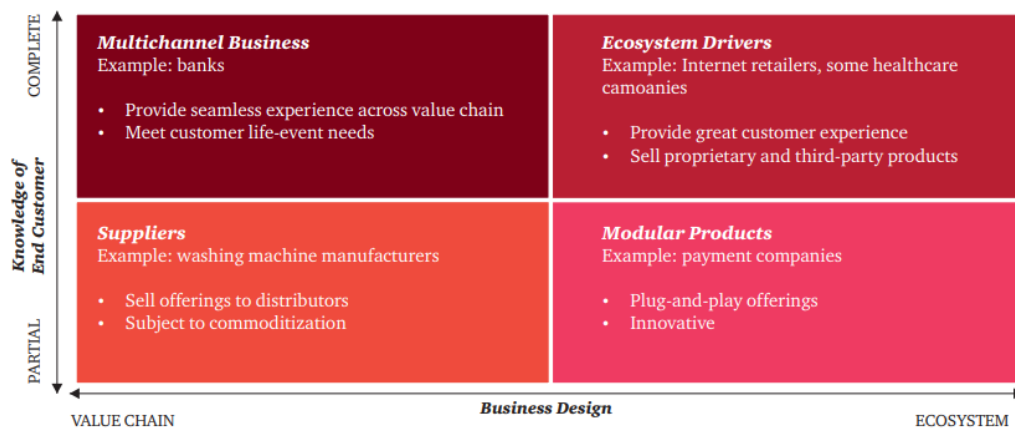 COMPLETE
Knowledge of
End Customer
PARTIAL
Multichannel Business
Example: banks
• Provide seamless experience across value chain
• Meet customer life-event needs
Ecosystem Drivers
Example: Internet retailers, some healthcare
camoanies
• Provide great customer experience
• Sell proprietary and third-party products
Suppliers
Example: washing machine manufacturers
• Sell offerings to distributors
• Subject to commoditization
Modular Products
Example: payment companies
• Plug-and-play offerings
• Innovative
VALUE CHAIN
Business Design
ECOSYSTEM